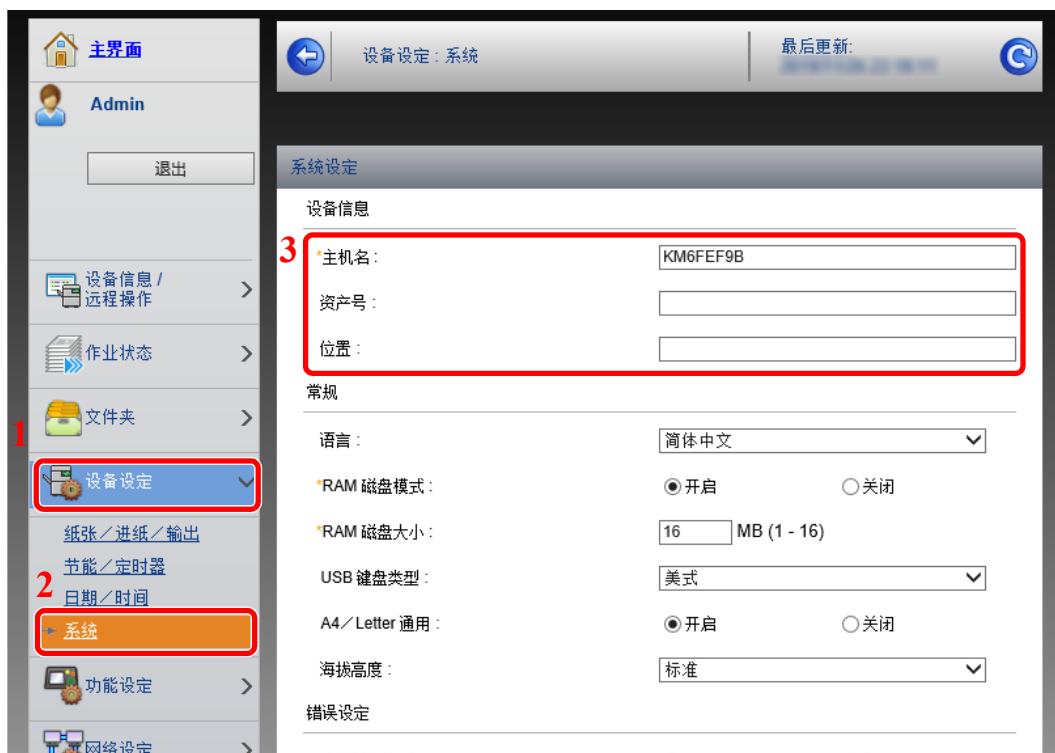 主界面
Admin
退出
设备信息 /
远程操作
作业状态
文件夹
1
设备设定
纸张／进纸／输出
节能／定时器
2
日期／时间
系统
功能设定
网络设定
设备设定 : 系统
最后更新:
系统设定
设备信息
3
*主机名 : KM6FEF9B
资产号 :
位置 :
常规
语言 : 简体中文
*RAM 磁盘模式 : 开启 关闭
*RAM 磁盘大小 : 16 MB (1 - 16)
USB 键盘类型 : 美式
A4／Letter 通用 : 开启 关闭
海拔高度 : 标准
错误设定